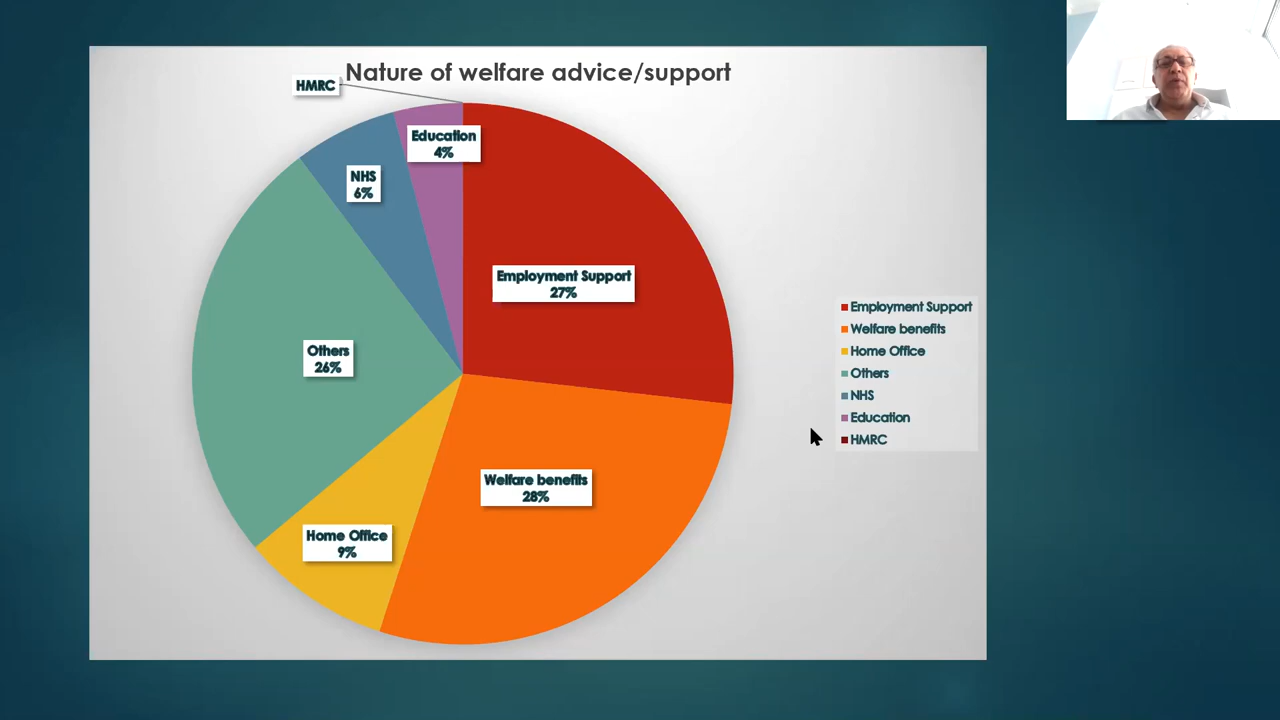 Nature of welfare advice/support
HMRC
Education
4%
NHS
6%
Employment Support
27%
Others
26%
Welfare benefits
28%
Home Office
9%
Employment Support
Welfare benefits
Home Office
Others
NHS
Education
HMRC